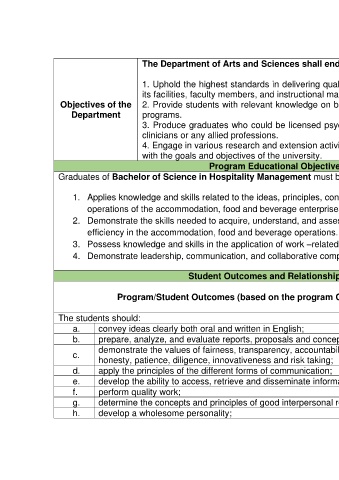 The Department of Arts and Sciences shall end
1. Uphold the highest standards in delivering qual
its facilities, faculty members, and instructional ma
Objectives of the
Department
2. Provide students with relevant knowledge on b
programs.
3. Produce graduates who could be licensed psy
clinicians or any allied professions.
4. Engage in various research and extension activi
with the goals and objectives of the university.
Program Educational Objective
Graduates of Bachelor of Science in Hospitality Management must b
1. Applies knowledge and skills related to the ideas, principles, con
operations of the accommodation, food and beverage enterprise
2. Demonstrate the skills needed to acquire, understand, and asse
efficiency in the accommodation, food and beverage operations.
3. Possess knowledge and skills in the application of work –related
4. Demonstrate leadership, communication, and collaborative comp
Student Outcomes and Relationship
Program/Student Outcomes (based on the program C
The students should:
a. convey ideas clearly both oral and written in English;
b. prepare, analyze, and evaluate reports, proposals and concep
c. demonstrate the values of fairness, transparency, accountabil
honesty, patience, diligence, innovativeness and risk taking;
d. apply the principles of the different forms of communication;
e. develop the ability to access, retrieve and disseminate informa
f. perform quality work;
g. determine the concepts and principles of good interpersonal r
h. develop a wholesome personality;